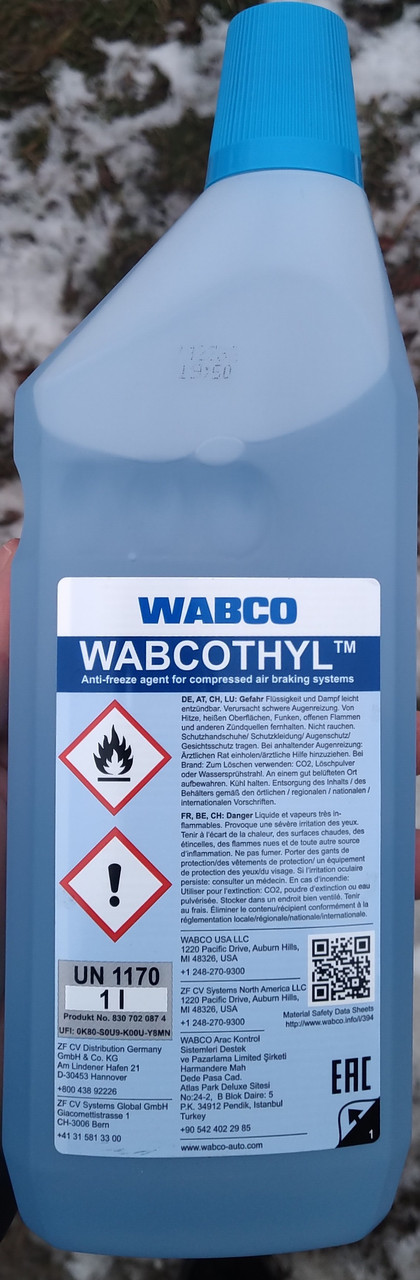 19:50
WABCO
WABCOTHYL™
Anti-freeze agent for compressed air braking systems
DE, AT, CH, LU: Gefahr Flüssigkeit und Dampf leicht
entzündbar. Verursacht schwere Augenreizung. Von
Hitze, heißen Oberflächen, Funken, offenen Flammen
und anderen Zündquellen fernhalten. Nicht rauchen.
Schutzhandschuhe/ Schutzkleidung/ Augenschutz/
Gesichtsschutz tragen. Bei anhaltender Augenreizung:
Ärztlichen Rat einholen/ärztliche Hilfe hinzuziehen. Bei
Brand: Zum Löschen verwenden: CO2, Löschpulver
oder Wassersprühstrahl. An einem gut belüfteten Ort
aufbewahren. Kühl halten. Entsorgung des Inhalts / des
Behälters gemäß den örtlichen / regionalen / nationalen /
internationalen Vorschriften.
FR, BE, CH: Danger Liquide et vapeurs très in-
flammables. Provoque une sévère irritation des yeux.
Tenir à l'écart de la chaleur, des surfaces chaudes, des
étincelles, des flammes nues et de toute autre source
d'inflammation. Ne pas fumer. Porter des gants de
protection/des vêtements de protection/ un équipement
de protection des yeux/du visage. Si l'irritation oculaire
persiste: consulter un médecin. En cas d'incendie:
Utiliser pour l'extinction: CO2, poudre d'extinction ou eau
pulvérisée. Stocker dans un endroit bien ventilé. Tenir
au frais. Éliminer le contenu/récipient conformément à la
réglementation locale/régionale/nationale/internationale.
UN 1170
1 l
Produkt No. 830 702 087 4
UFI: 0K80-S0U9-K00U-Y8MN
ZF CV Distribution Germany
GmbH & Co. KG
Am Lindener Hafen 21
D-30453 Hannover
+800 438 92226
ZF CV Systems Global GmbH
Giacomettistrasse 1
CH-3006 Bern
+41 31 581 33 00
WABCO USA LLC
1220 Pacific Drive, Auburn Hills,
MI 48326, USA
+1 248-270-9300
ZF CV Systems North America LLC
1220 Pacific Drive, Auburn Hills,
MI 48326, USA
+1 248-270-9300
WABCO Arac Kontrol
Sistemleri Destek
ve Pazarlama Limited Şirketi
Harmandere Mah
Dede Pasa Cad.
Atlas Park Deluxe Sitesi
No:24-2, B Blok Daire: 5
P.K. 34912 Pendik, Istanbul
Turkey
+90 542 402 29 85
www.wabco-auto.com
Material Safety Data Sheets
http://www.wabco.info/i/394
EAC
1